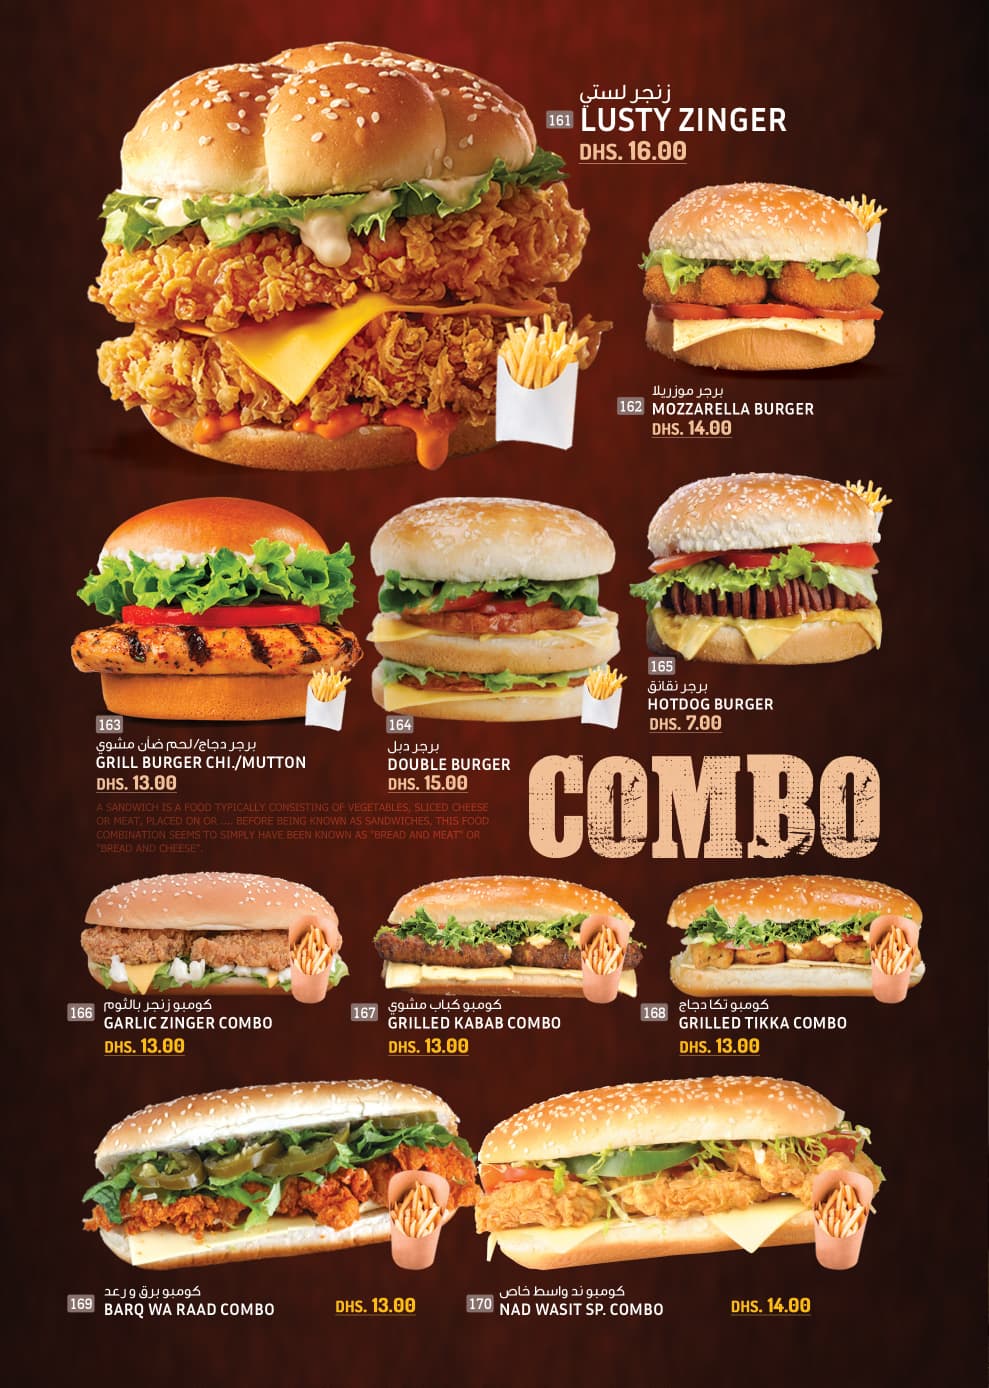 زنجر لستي
161 LUSTY ZINGER
DHS. 16.00
برجر موزريلا
162 MOZZARELLA BURGER
DHS. 14.00
163
برجر دجاج/لحم ضأن مشوي
GRILL BURGER CHI./MUTTON
DHS. 13.00
164
برجر دبل
DOUBLE BURGER
DHS. 15.00
165
برجر نقانق
HOTDOG BURGER
DHS. 7.00
A SANDWICH IS A FOOD TYPICALLY CONSISTING OF VEGETABLES, SLICED CHEESE
OR MEAT, PLACED ON OR .... BEFORE BEING KNOWN AS SANDWICHES, THIS FOOD
COMBINATION SEEMS TO SIMPLY HAVE BEEN KNOWN AS "BREAD AND MEAT" OR
"BREAD AND CHEESE".
COMBO
كومبو زنجر بالثوم
166 GARLIC ZINGER COMBO
DHS. 13.00
كومبو كباب مشوي
167 GRILLED KABAB COMBO
DHS. 13.00
كومبو تكا دجاج
168 GRILLED TIKKA COMBO
DHS. 13.00
كومبو برق و رعد
169 BARQ WA RAAD COMBO DHS. 13.00
كومبو ند واسط خاص
170 NAD WASIT SP. COMBO DHS. 14.00